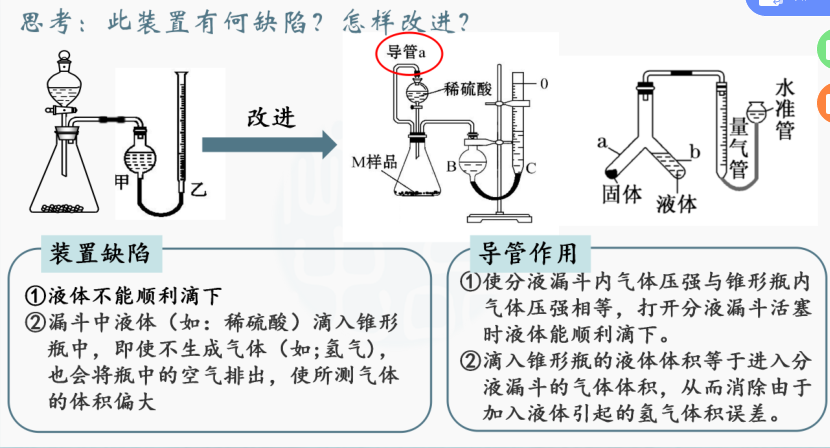 思考：此装置有何缺陷？怎样改进？
甲
乙
改进
导管a
稀硫酸
0
M样品
B
C
a
b
固体
液体
量气管
水准管
装置缺陷
①液体不能顺利滴下
②漏斗中液体（如：稀硫酸）滴入锥形
瓶中，即使不生成气体（如;氢气），
也会将瓶中的空气排出，使所测气体
的体积偏大
导管作用
①使分液漏斗内气体压强与锥形瓶内
气体压强相等，打开分液漏斗活塞
时液体能顺利滴下。
②滴入锥形瓶的液体体积等于进入分
液漏斗的气体体积，从而消除由于
加入液体引起的氢气体积误差。